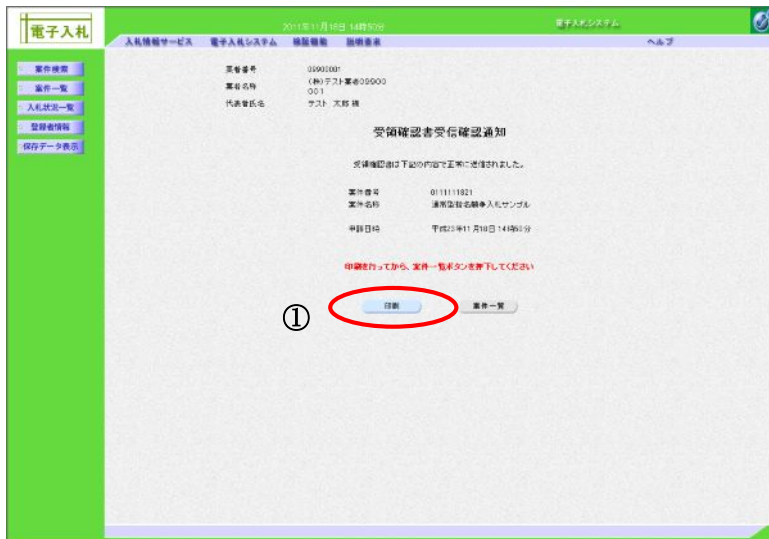 電子入札
2011年11月18日 14時50分
電子入札システム
入札情報サービス 電子入札システム 検証機能 説明要求
ヘルプ
案件検索
案件一覧
入札状況一覧
登録者情報
保存データ表示
業者番号 09900001
業者名称 (株)テスト業者09900
001
代表者氏名 テスト 太郎 様
受領確認書受信確認通知
受領確認書は下記の内容で正常に送信されました。
案件番号 0111111821
案件名称 通常型指名競争入札サンプル
申請日時 平成23年11月18日 14時50分
印刷を行ってから、案件一覧ボタンを押下してください
①
印刷
案件一覧